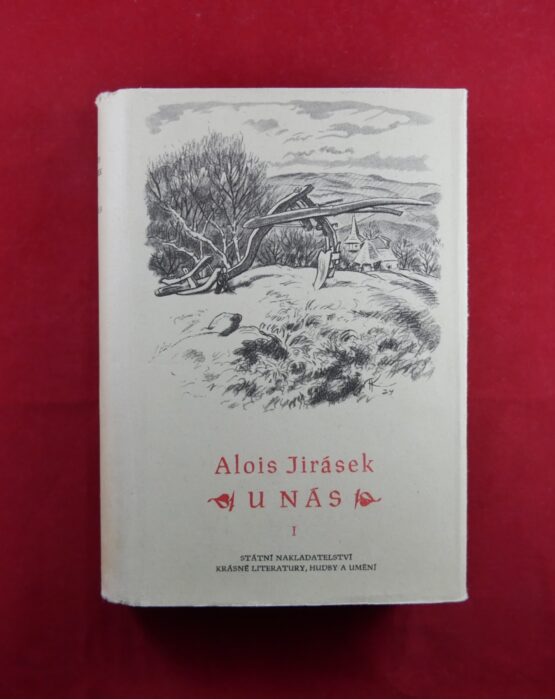 Alois Jirásek
U NÁS
I
STÁTNÍ NAKLADATELSTVÍ
KRÁSNÉ LITERATURY, HUDBY A UMĚNÍ